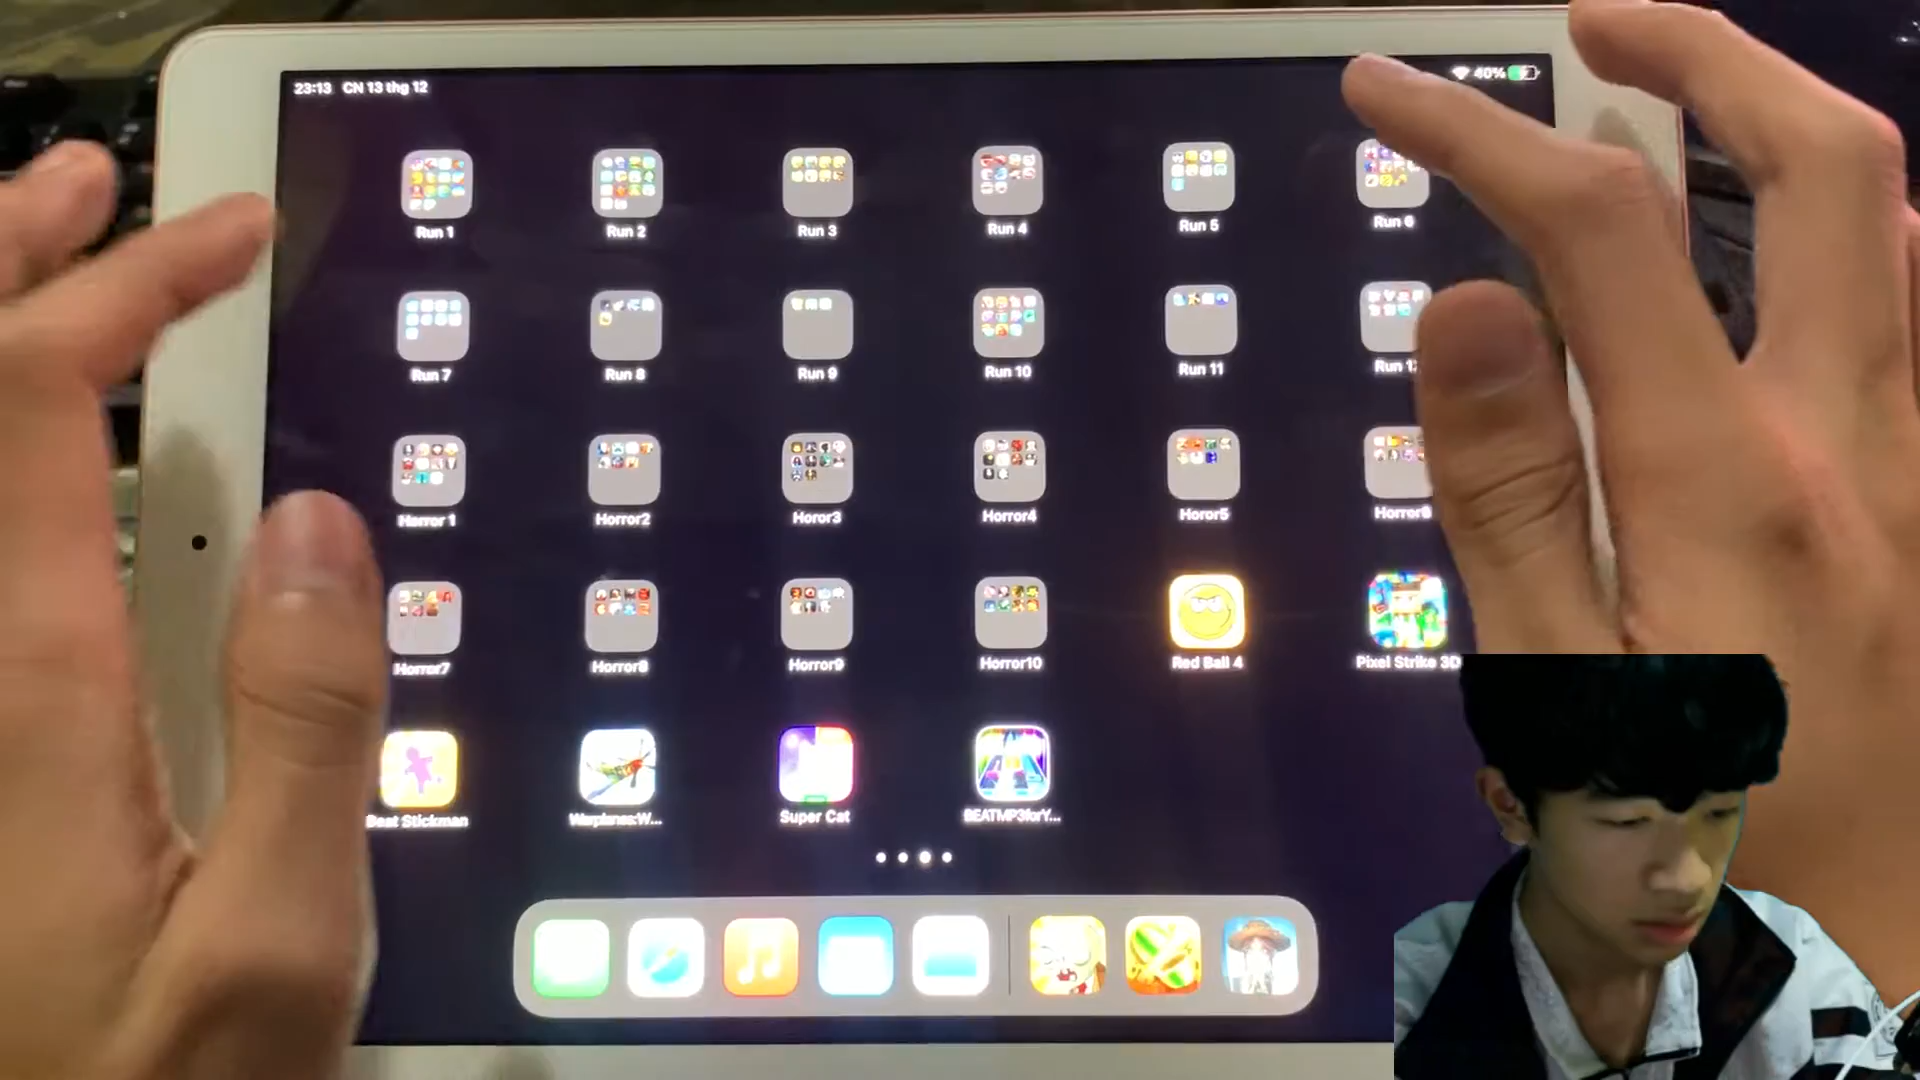 23:13 CN 13 thg 12
40%
Run 1
Run 2
Run 3
Run 4
Run 5
Run 6
Run 7
Run 8
Run 9
Run 10
Run 11
Run
Horror 1
Horror2
Horor3
Horror4
Horor5
Horror6
Horror7
Horror8
Horror9
Horror10
Red Ball 4
Pixel Strike 3D
Beat Stickman
Warplanes:W...
Super Cat
BEATMP3forY...